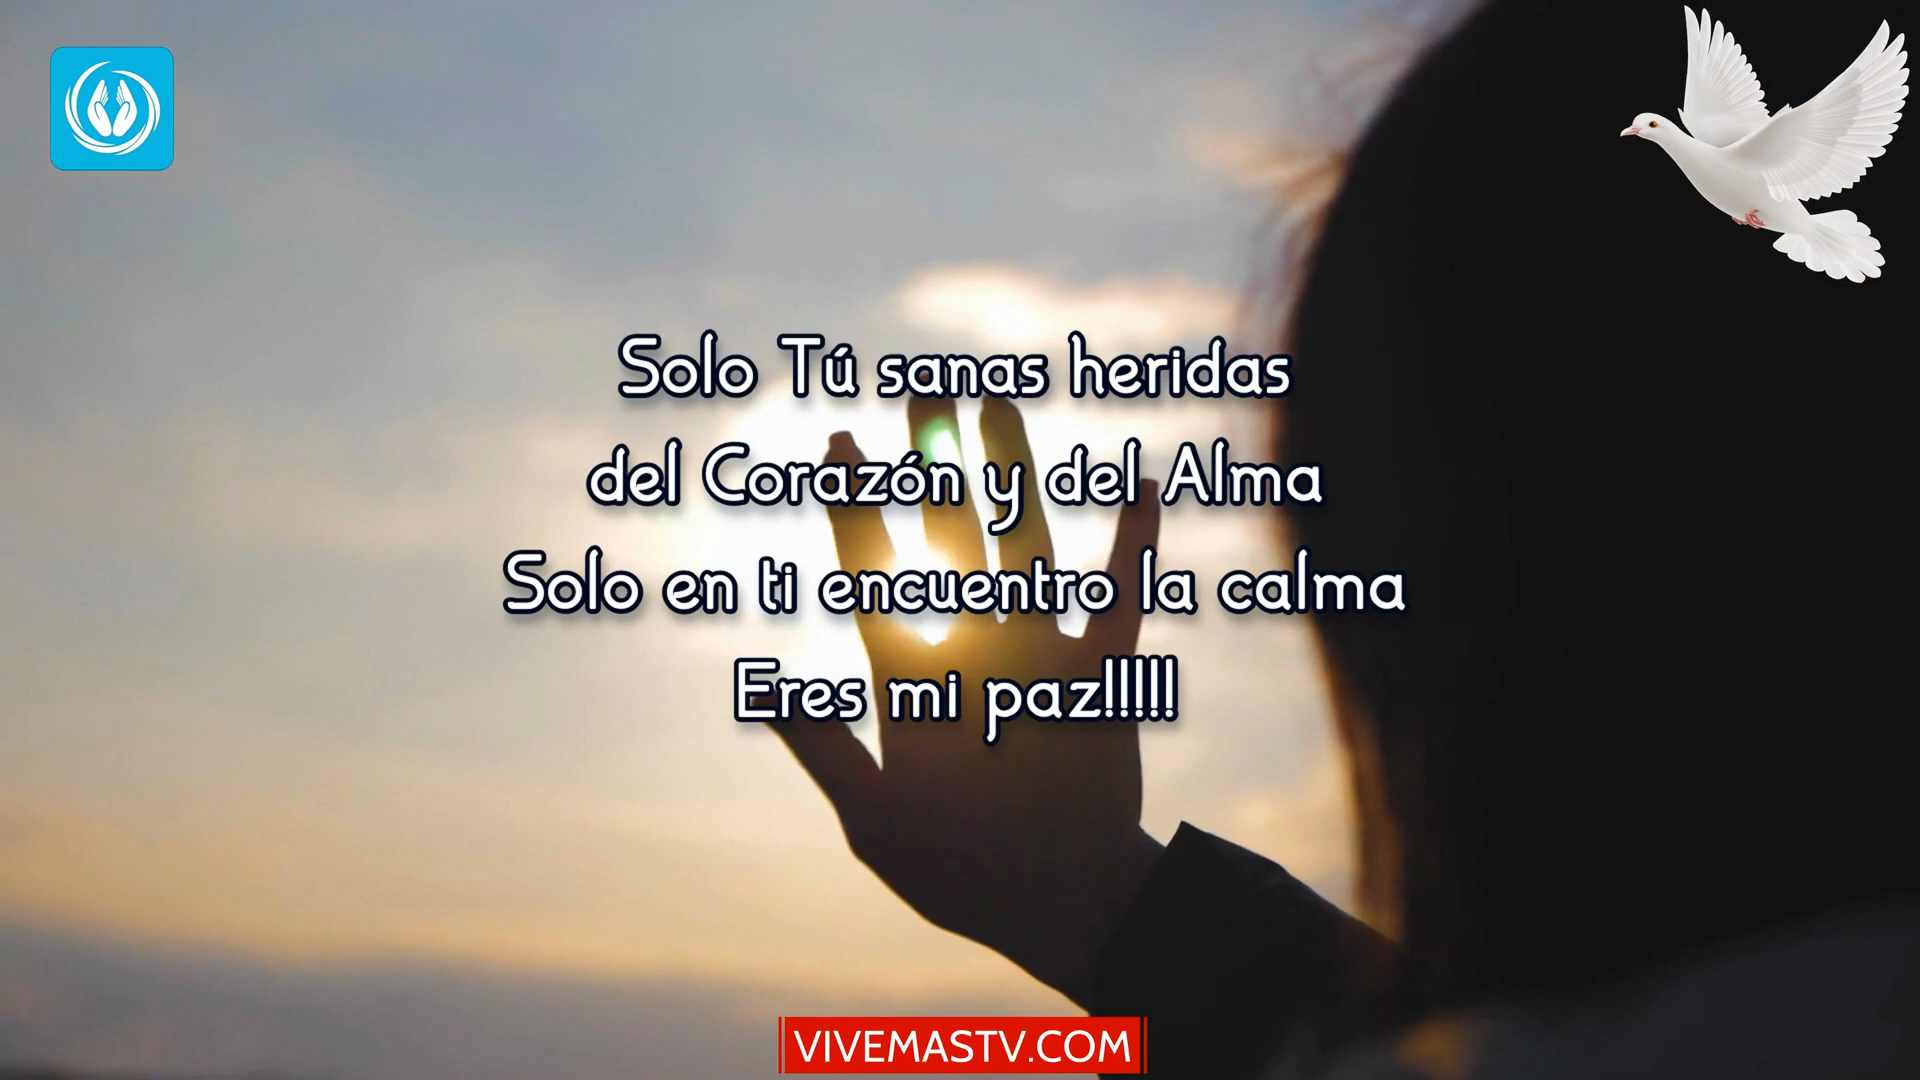 Solo Tú sanas heridas
del Corazón y del Alma
Solo en ti encuentro la calma
Eres mi paz!!!!!
VIVEMASTV.COM